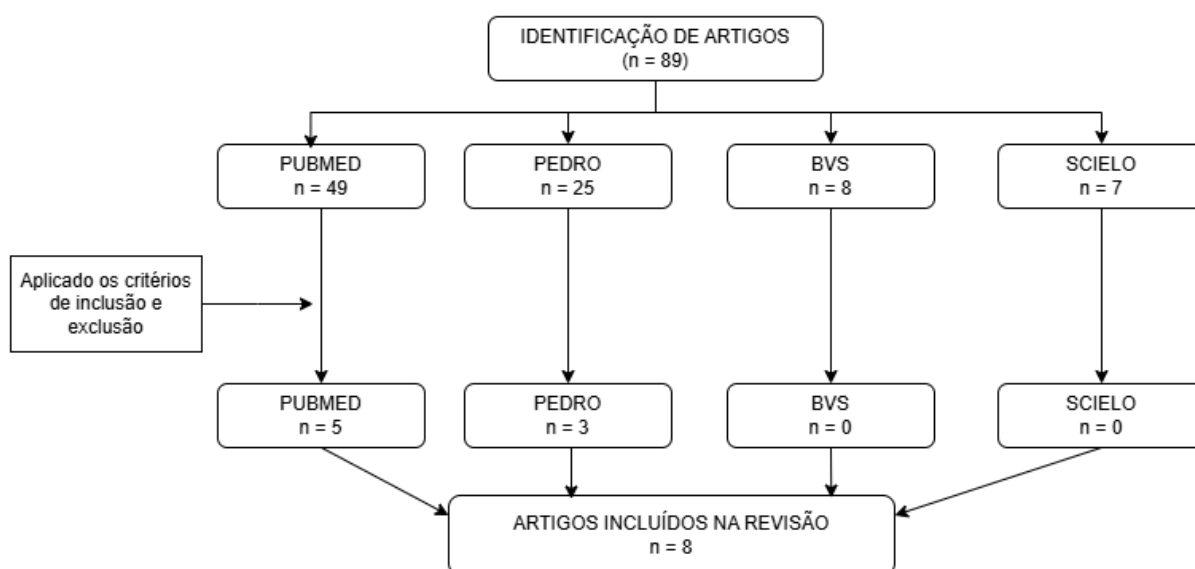 IDENTIFICAÇÃO DE ARTIGOS
(n = 89)
PUBMED
n = 49
PEDRO
n = 25
BVS
n = 8
SCIELO
n = 7
Aplicado os critérios
de inclusão e
exclusão
PUBMED
n = 5
PEDRO
n = 3
BVS
n = 0
SCIELO
n = 0
ARTIGOS INCLUÍDOS NA REVISÃO
n = 8